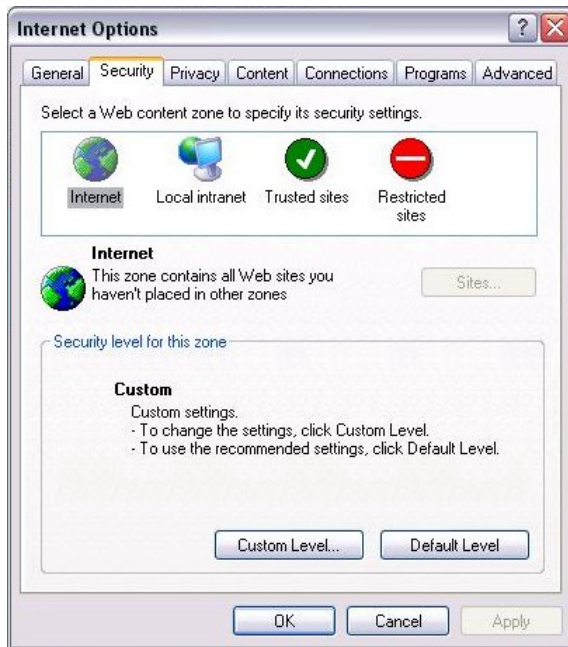 Internet Options
General Security Privacy Content Connections Programs Advanced
Select a Web content zone to specify its security settings.
Internet Local intranet Trusted sites Restricted
sites
Internet
This zone contains all Web sites you
haven't placed in other zones
Sites...
Security level for this zone
Custom
Custom settings.
- To change the settings, click Custom Level.
- To use the recommended settings, click Default Level.
Custom Level... Default Level
OK Cancel Apply